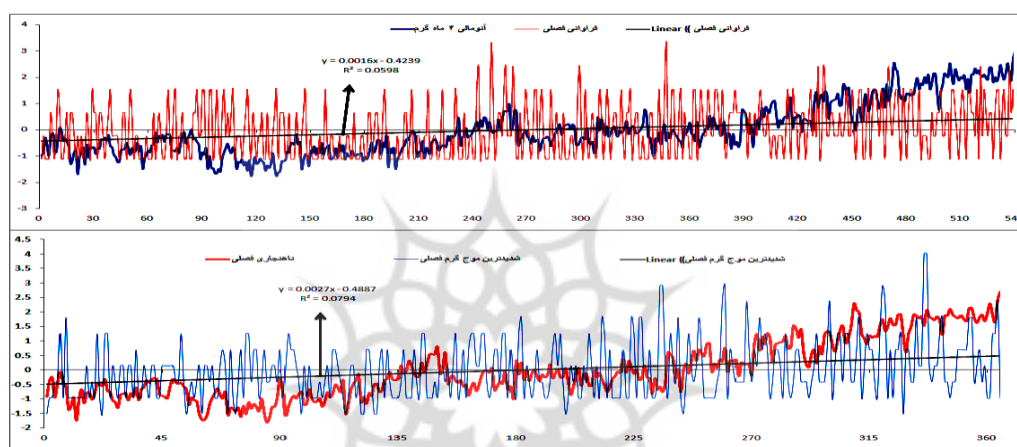 آنومالی ۴ ماه گرم
فراوانی فصلی
Linear (فراوانی فصلی)
y = 0.0016x - 0.4239
R² = 0.0598
4
3
2
1
0
-1
-2
-3
0 30 60 90 120 150 180 210 240 270 300 330 360 390 420 450 480 510
ناهنجاری فصلی
شدیدترین موج گرم فصلی
Linear (شدیدترین موج گرم فصلی)
y = 0.0027x - 0.4887
R² = 0.0794
4.5
4
3.5
3
2.5
2
1.5
1
0.5
0
-0.5
-1
-1.5
-2
0 45 90 135 180 225 270 315 360